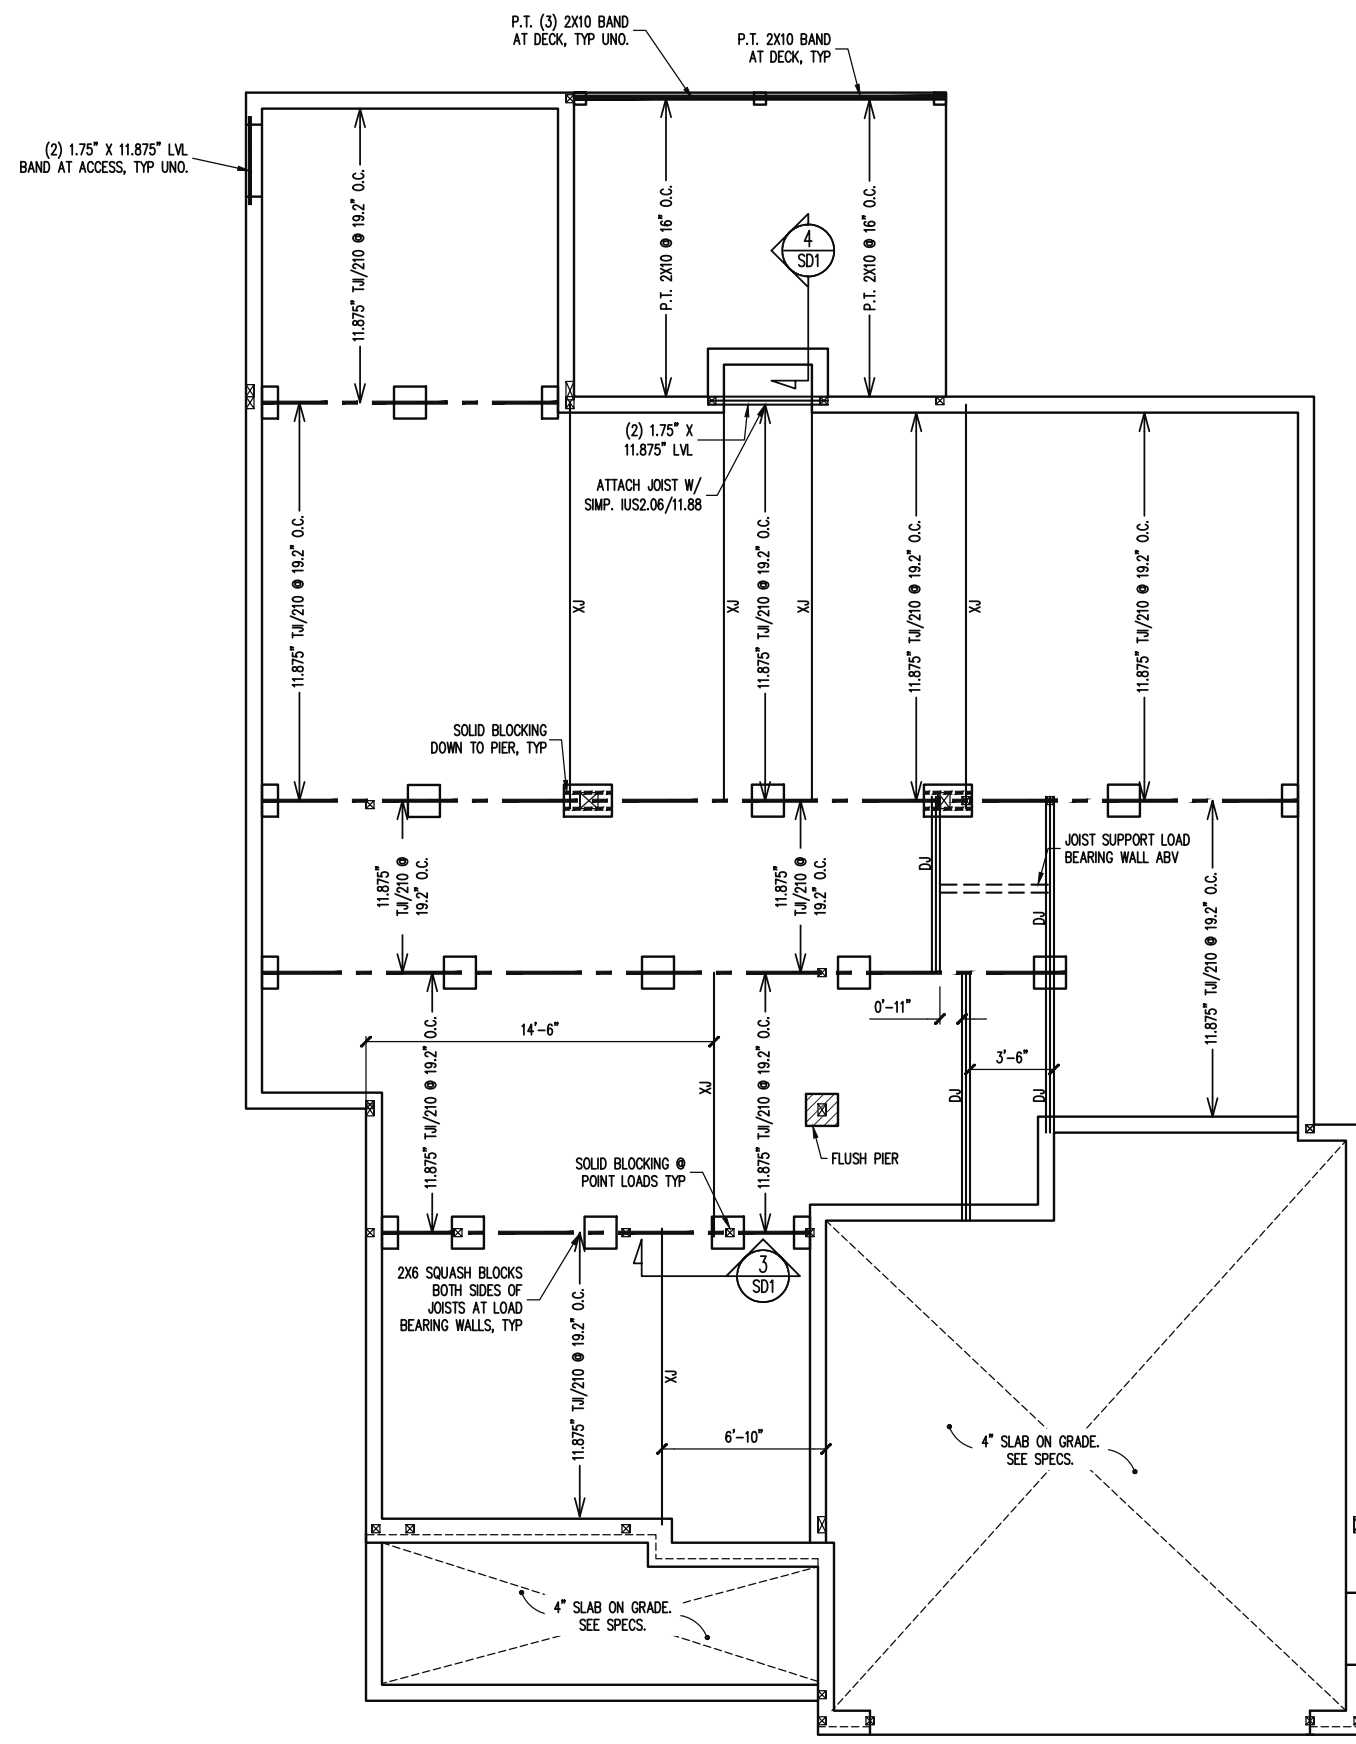 P.T. (3) 2X10 BAND
AT DECK, TYP UNO.
P.T. 2X10 BAND
AT DECK, TYP
(2) 1.75" X 11.875" LVL
BAND AT ACCESS, TYP UNO.
11.875" TJI/210 @ 19.2" O.C.
P.T. 2X10 @ 16" O.C.
P.T. 2X10 @ 16" O.C.
4
SD1
(2) 1.75" X
11.875" LVL
ATTACH JOIST W/
SIMP. IUS2.06/11.88
11.875" TJI/210 @ 19.2" O.C.
XJ
XJ
11.875" TJI/210 @ 19.2" O.C.
XJ
11.875" TJI/210 @ 19.2" O.C.
XJ
11.875" TJI/210 @ 19.2" O.C.
SOLID BLOCKING
DOWN TO PIER, TYP
11.875"
TJI/210 @
19.2" O.C.
11.875"
TJI/210 @
19.2" O.C.
DJ
JOIST SUPPORT LOAD
BEARING WALL ABV
DJ
11.875" TJI/210 @ 19.2" O.C.
0'-11"
14'-6"
3'-6"
11.875" TJI/210 @ 19.2" O.C.
XJ
11.875" TJI/210 @ 19.2" O.C.
DJ
DJ
FLUSH PIER
SOLID BLOCKING @
POINT LOADS TYP
3
SD1
2X6 SQUASH BLOCKS
BOTH SIDES OF
JOISTS AT LOAD
BEARING WALLS, TYP
11.875" TJI/210 @ 19.2" O.C.
XJ
6'-10"
4" SLAB ON GRADE.
SEE SPECS.
4" SLAB ON GRADE.
SEE SPECS.